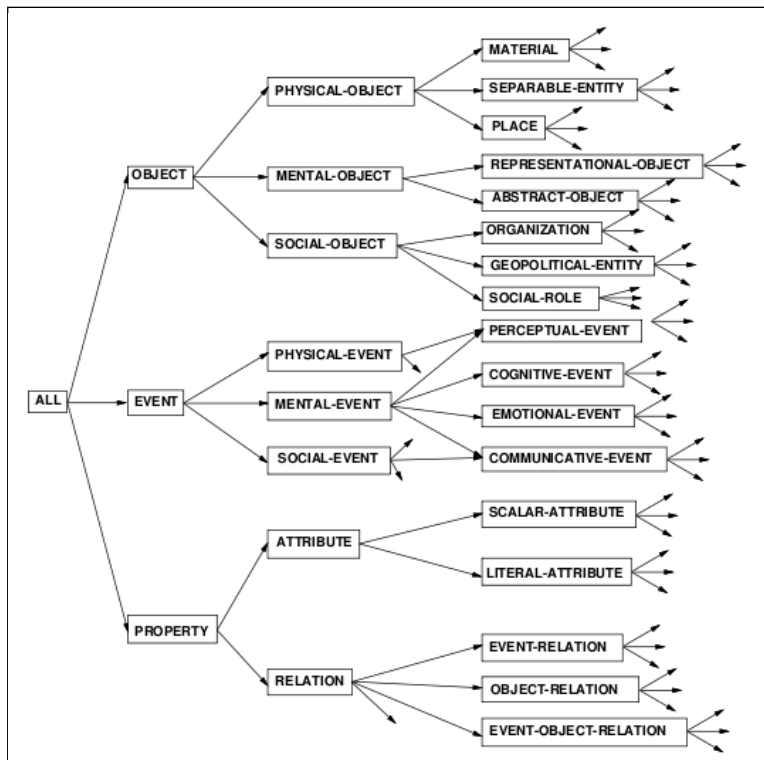 MATERIAL
PHYSICAL-OBJECT
SEPARABLE-ENTITY
PLACE
OBJECT
MENTAL-OBJECT
REPRESENTATIONAL-OBJECT
ABSTRACT-OBJECT
SOCIAL-OBJECT
ORGANIZATION
GEOPOLITICAL-ENTITY
SOCIAL-ROLE
PERCEPTUAL-EVENT
PHYSICAL-EVENT
COGNITIVE-EVENT
ALL
EVENT
MENTAL-EVENT
EMOTIONAL-EVENT
SOCIAL-EVENT
COMMUNICATIVE-EVENT
SCALAR-ATTRIBUTE
ATTRIBUTE
LITERAL-ATTRIBUTE
PROPERTY
EVENT-RELATION
RELATION
OBJECT-RELATION
EVENT-OBJECT-RELATION